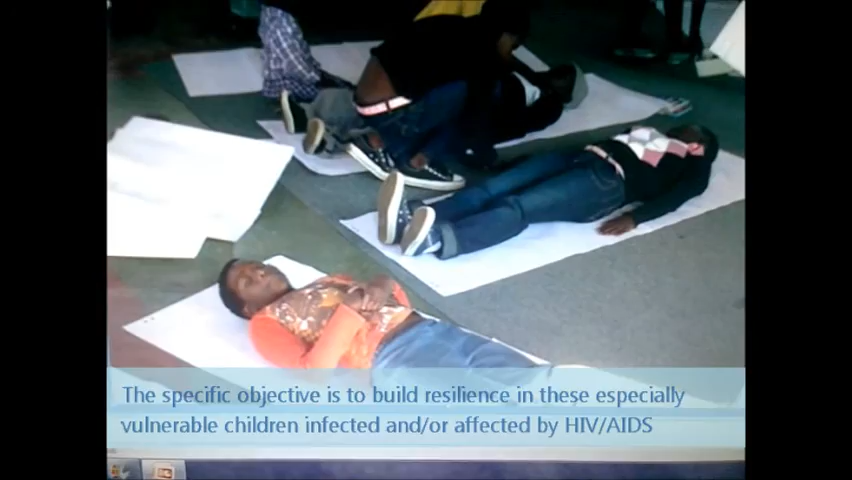 The specific objective is to build resilience in these especially
vulnerable children infected and/or affected by HIV/AIDS